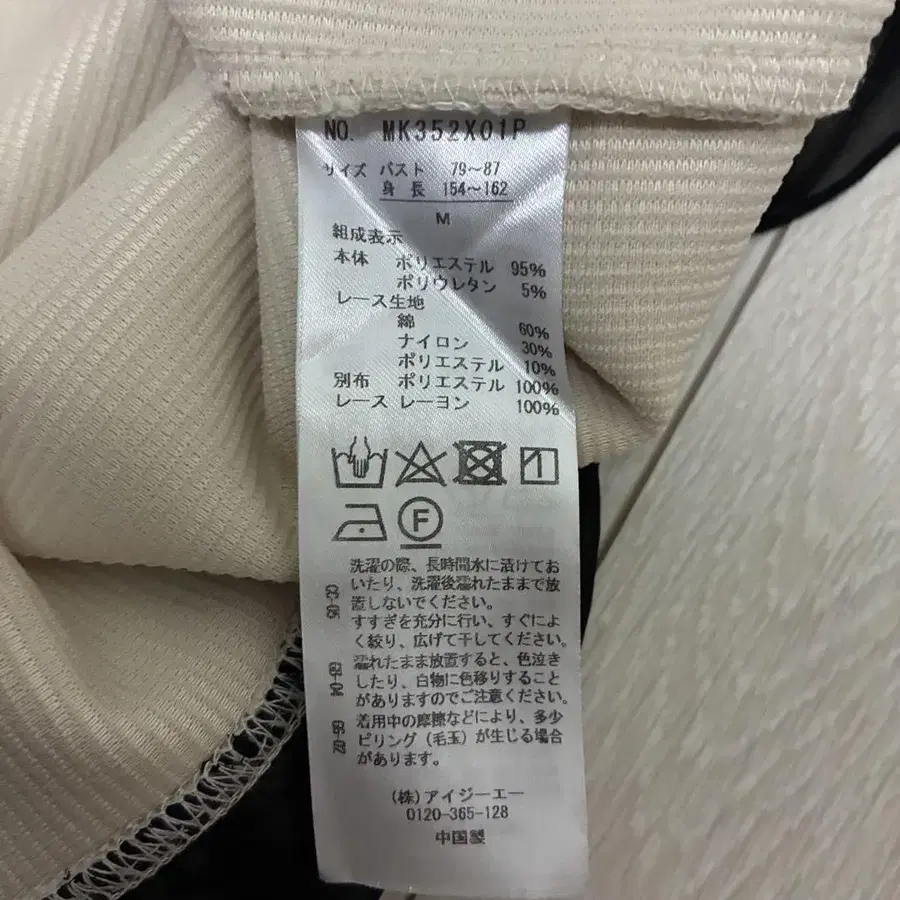 NO. MK352X01P
サイズ バスト 79～87
身長 154～162
M
組成表示
本体 ポリエステル 95%
ポリウレタン 5%
レース生地
綿 60%
ナイロン 30%
ポリエステル 10%
別布 ポリエステル 100%
レース レーヨン 100%
F
洗濯の際、長時間水に漬けてお
いたり、洗濯後濡れたままで放
置しないでください。
すすぎを充分に行い、すぐによ
く絞り、広げて干してください。
濡れたまま放置すると、色泣き
したり、白物に色移りすること
がありますのでご注意ください。
着用中の摩擦などにより、多少
ピリング（毛玉）が生じる場合
があります。
(株)アイジーエー
0120-365-128
中国製